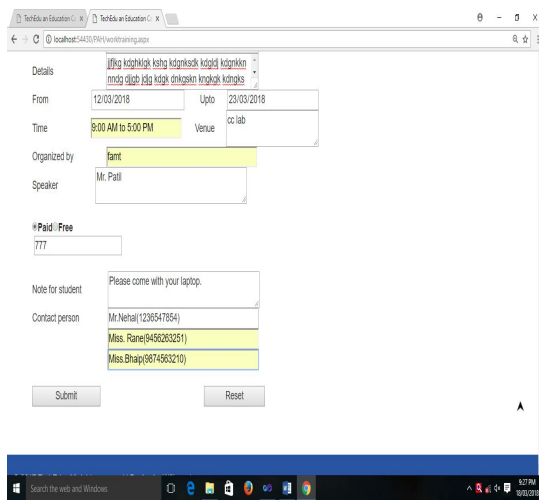 TechEdu an Education Co x TechEdu an Education Co x
localhost:54430/PAH/worktraining.aspx
Details
jjfjkg kdghklgk kshg kdgnksdk kdgldj kdgnkkn
nndg djjgb jdjg kdgk dnkgskn kngkgk kdngks
From 12/03/2018 Upto 23/03/2018
Time 9:00 AM to 5:00 PM Venue cc lab
Organized by famt
Speaker Mr. Patil
Paid Free
777
Note for student Please come with your laptop.
Contact person Mr.Nehal(1236547854)
Miss. Rane(9456263251)
Miss.Bhaip(9874563210)
Submit Reset
Search the web and Windows
9:27 PM
18/03/2018